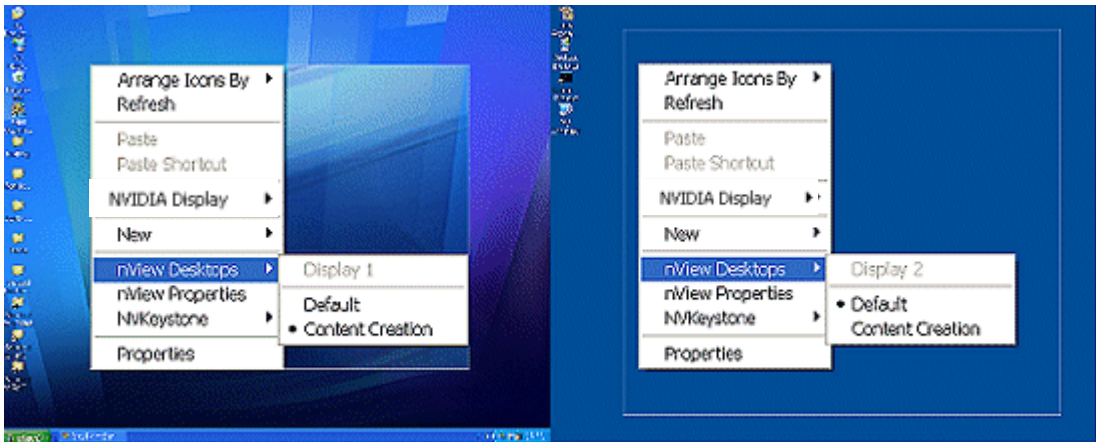 Arrange Icons By
Refresh
Paste
Paste Shortcut
NVIDIA Display
New
nView Desktops
Display 1
nView Properties
Default
NVKeystone
Content Creation
Properties
Arrange Icons By
Refresh
Paste
Paste Shortcut
NVIDIA Display
New
nView Desktops
Display 2
nView Properties
Default
NVKeystone
Content Creation
Properties